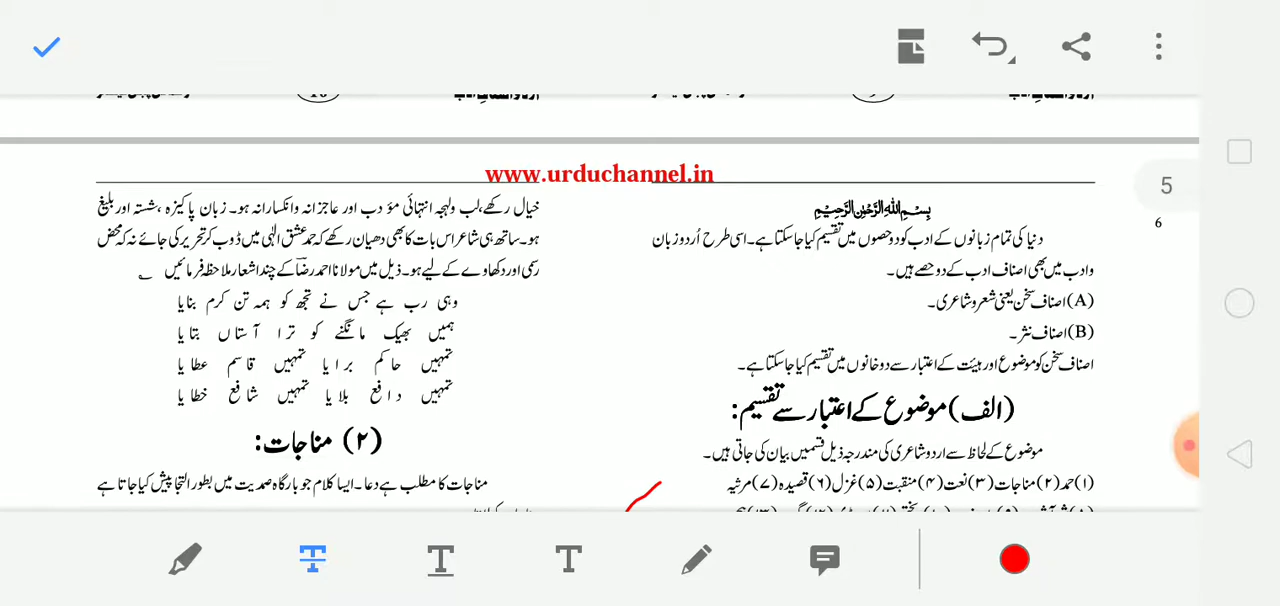 5
6
www.urduchannel.in
بِسْمِ اللّٰہِ الرَّحْمٰنِ الرَّحِیْمِ
دنیا کی تمام زبانوں کے ادب کو دو حصوں میں تقسیم کیا جاسکتا ہے۔ اسی طرح اُردو زبان
و ادب میں بھی اصناف ادب کے دو حصے ہیں۔
(A) اصناف سخن یعنی شعر و شاعری۔
(B) اصناف نثر۔
اصناف سخن کو موضوع اور ہیئت کے اعتبار سے دو خانوں میں تقسیم کیا جاسکتا ہے۔
(الف) موضوع کے اعتبار سے تقسیم:
موضوع کے لحاظ سے اردو شاعری کی مندرجہ ذیل قسمیں بیان کی جاتی ہیں۔
(۱) حمد (۲) مناجات (۳) نعت (۴) منقبت (۵) غزل (۶) قصیدہ (۷) مرثیہ
خیال رکھے، لب و لہجہ انتہائی مؤدب اور عاجزانہ و انکسارانہ ہو۔ زبان پاکیزہ، شستہ اور بلیغ
ہو۔ ساتھ ہی شاعر اس بات کا بھی دھیان رکھے کہ حمد عشق الٰہی میں ڈوب کر تحریر کی جائے نہ کہ محض
رسمی اور دکھاوے کے لیے ہو۔ ذیل میں مولانا احمد رضاؔ کے چند اشعار ملاحظہ فرمائیں ؎
وہی رب ہے جس نے تجھ کو ہمہ تن کرم بنایا
ہمیں بھیک مانگنے کو ترا آستاں بتایا
تمہیں حاکم برایا تمہیں قاسم عطایا
تمہیں دافع بلایا تمہیں شافع خطایا
(۲) مناجات:
مناجات کا مطلب ہے دعا۔ ایسا کلام جو بارگاہ صمدیت میں بطور التجا پیش کیا جاتا ہے